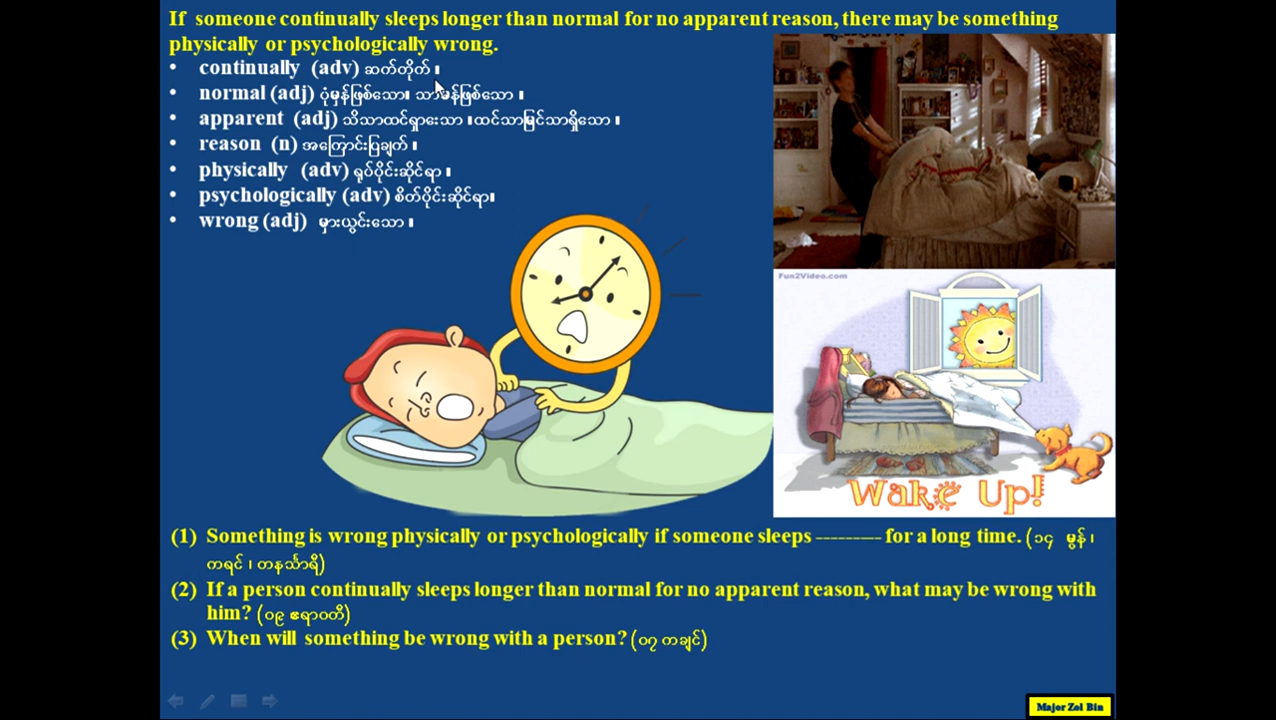 If someone continually sleeps longer than normal for no apparent reason, there may be something
physically or psychologically wrong.
• continually (adv) ဆက်တိုက် ။
• normal (adj) ပုံမှန်ဖြစ်သော။ သာမန်ဖြစ်သော ။
• apparent (adj) သိသာထင်ရှားသော ။ထင်သာမြင်သာရှိသော ။
• reason (n) အကြောင်းပြချက် ။
• physically (adv) ရုပ်ပိုင်းဆိုင်ရာ ။
• psychologically (adv) စိတ်ပိုင်းဆိုင်ရာ။
• wrong (adj) မှားယွင်းသော ။
Fun2Video.com
Wake Up!
(1) Something is wrong physically or psychologically if someone sleeps --------- for a long time. (၁၄ မွန် ၊
ကရင် ၊ တနင်္သာရီ)
(2) If a person continually sleeps longer than normal for no apparent reason, what may be wrong with
him? (၀၉ ဧရာ၀တီ)
(3) When will something be wrong with a person? (၀၇ ကချင်)
Major Zol Bin